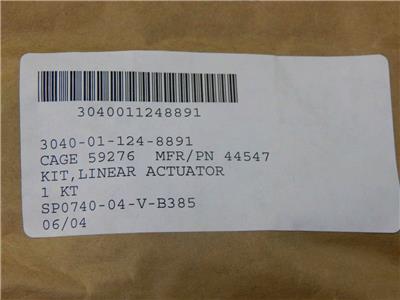 3040011248891
3040-01-124-8891
CAGE 59276 MFR/PN 44547
KIT,LINEAR ACTUATOR
1 KT
SP0740-04-V-B385
06/04